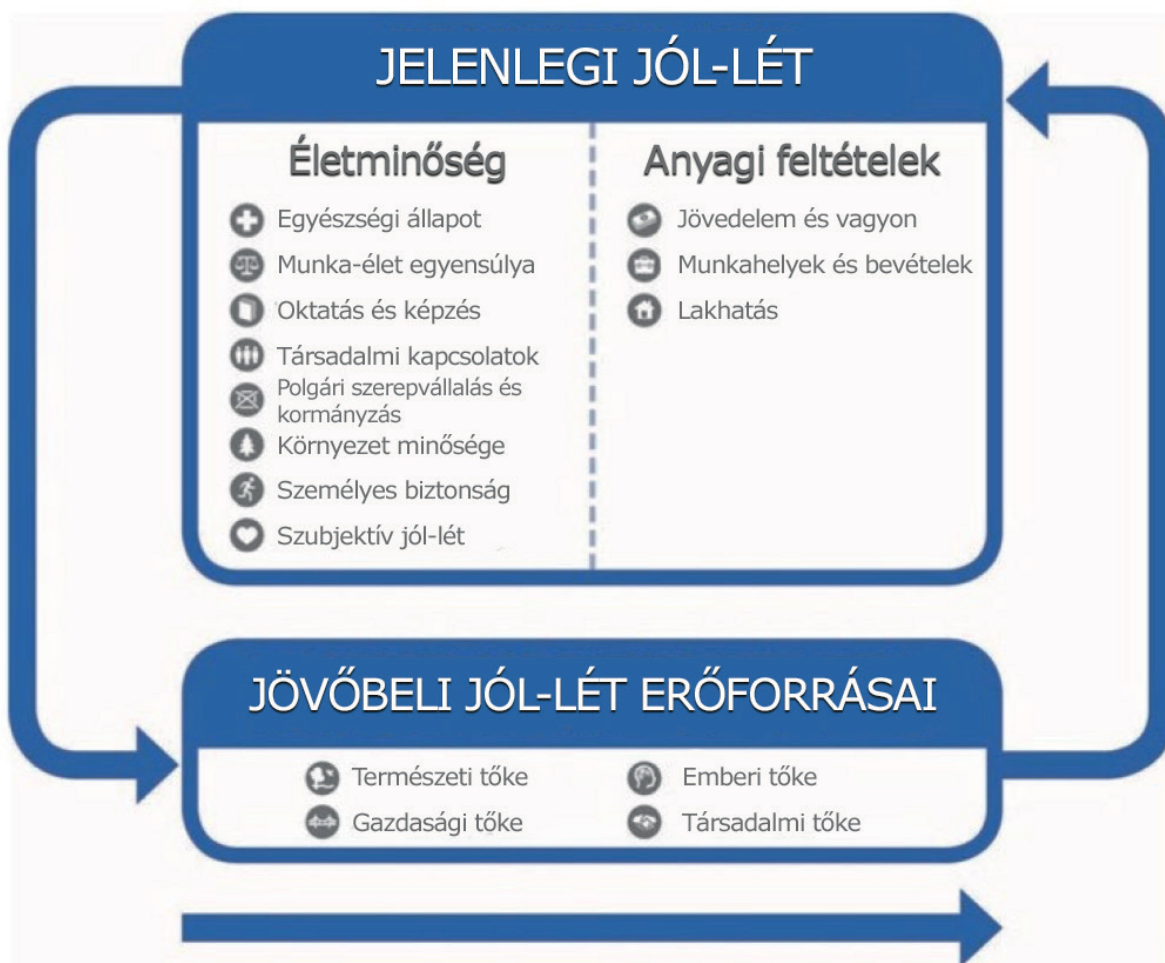 JELENLEGI JÓL-LÉT
Életminőség
Egyészségi állapot
Munka-élet egyensúlya
Oktatás és képzés
Társadalmi kapcsolatok
Polgári szerepvállalás és
kormányzás
Környezet minősége
Személyes biztonság
Szubjektív jól-lét
Anyagi feltételek
Jövedelem és vagyon
Munkahelyek és bevételek
Lakhatás
JÖVŐBELI JÓL-LÉT ERŐFORRÁSAI
Természeti tőke
Gazdasági tőke
Emberi tőke
Társadalmi tőke